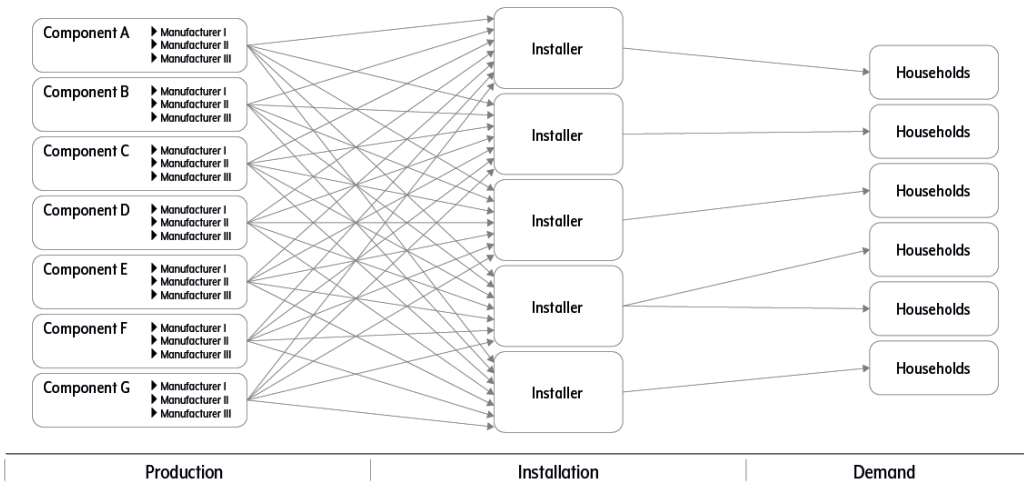 Component A
Manufacturer I
Manufacturer II
Manufacturer III
Component B
Manufacturer I
Manufacturer II
Manufacturer III
Component C
Manufacturer I
Manufacturer II
Manufacturer III
Component D
Manufacturer I
Manufacturer II
Manufacturer III
Component E
Manufacturer I
Manufacturer II
Manufacturer III
Component F
Manufacturer I
Manufacturer II
Manufacturer III
Component G
Manufacturer I
Manufacturer II
Manufacturer III
Installer
Installer
Installer
Installer
Installer
Households
Households
Households
Households
Households
Households
Production
Installation
Demand